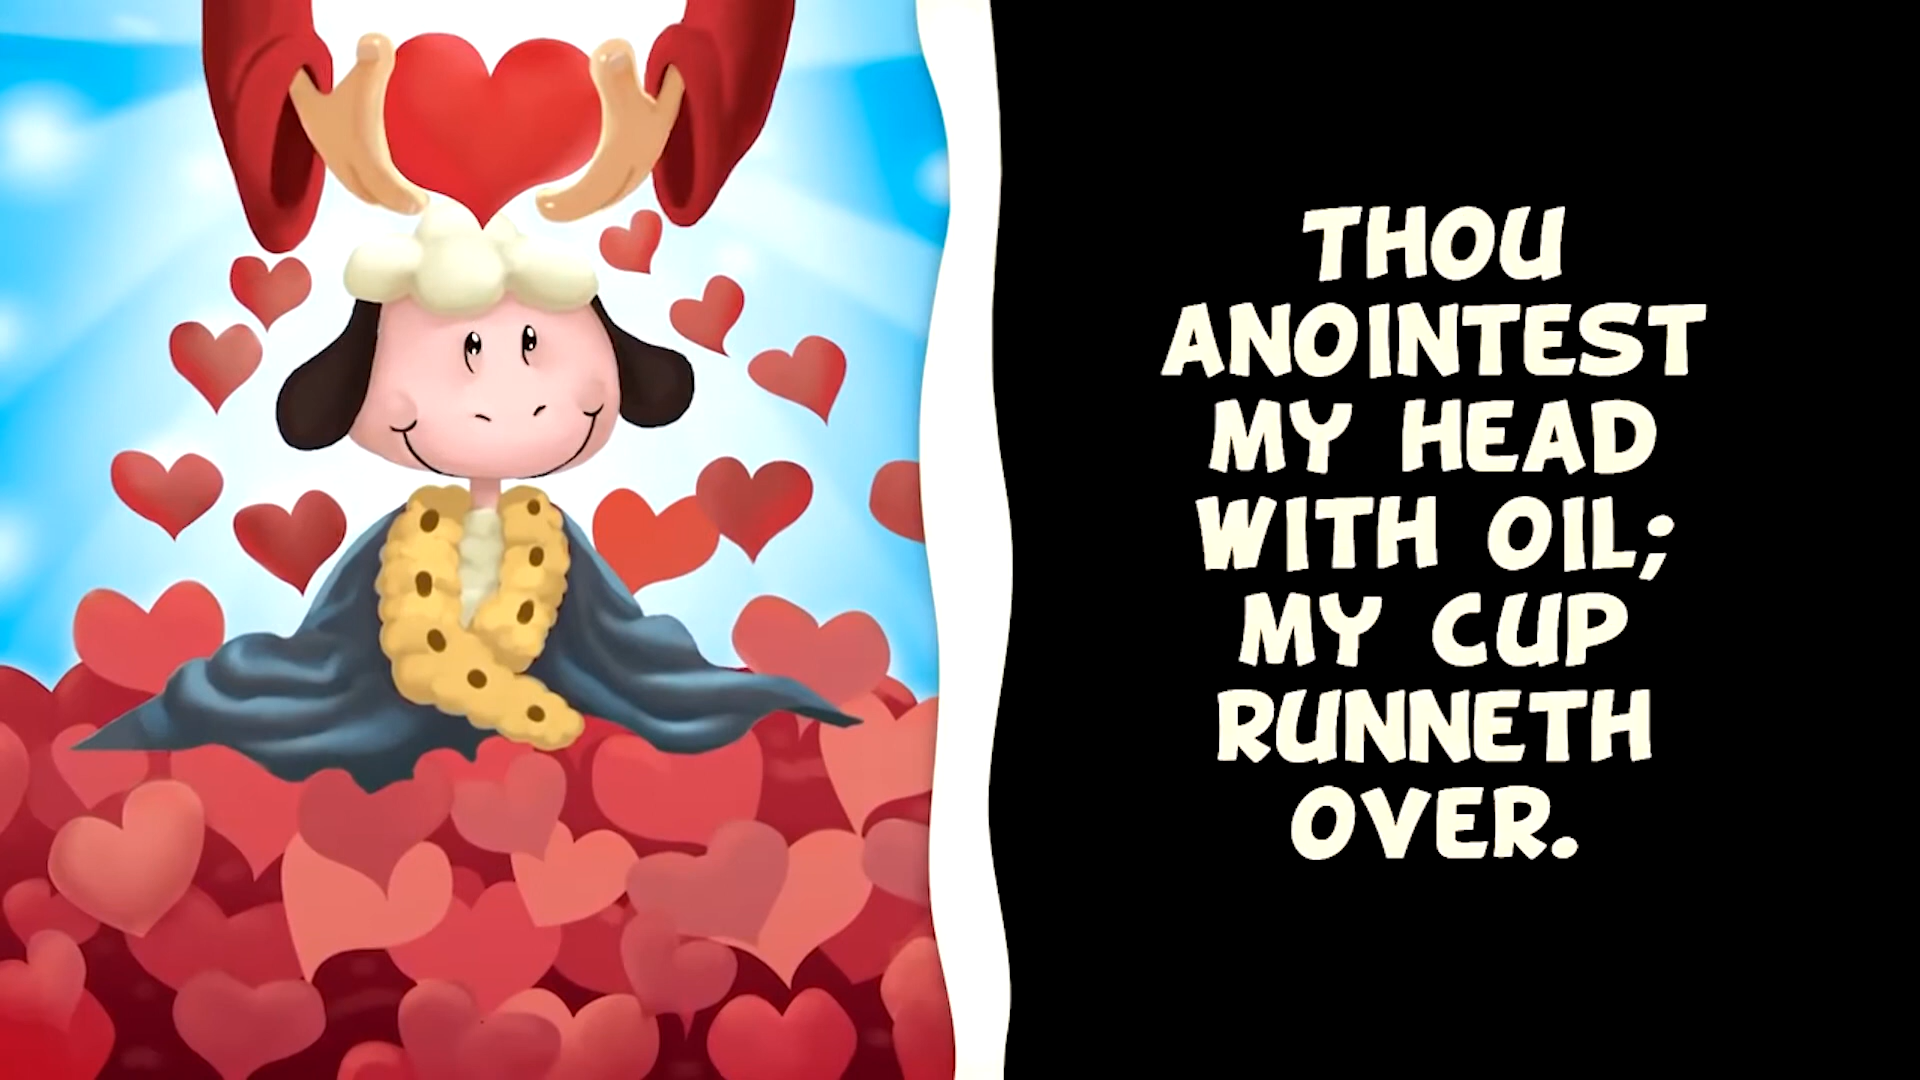 THOU
ANOINTEST
MY HEAD
WITH OIL;
MY CUP
RUNNETH
OVER.